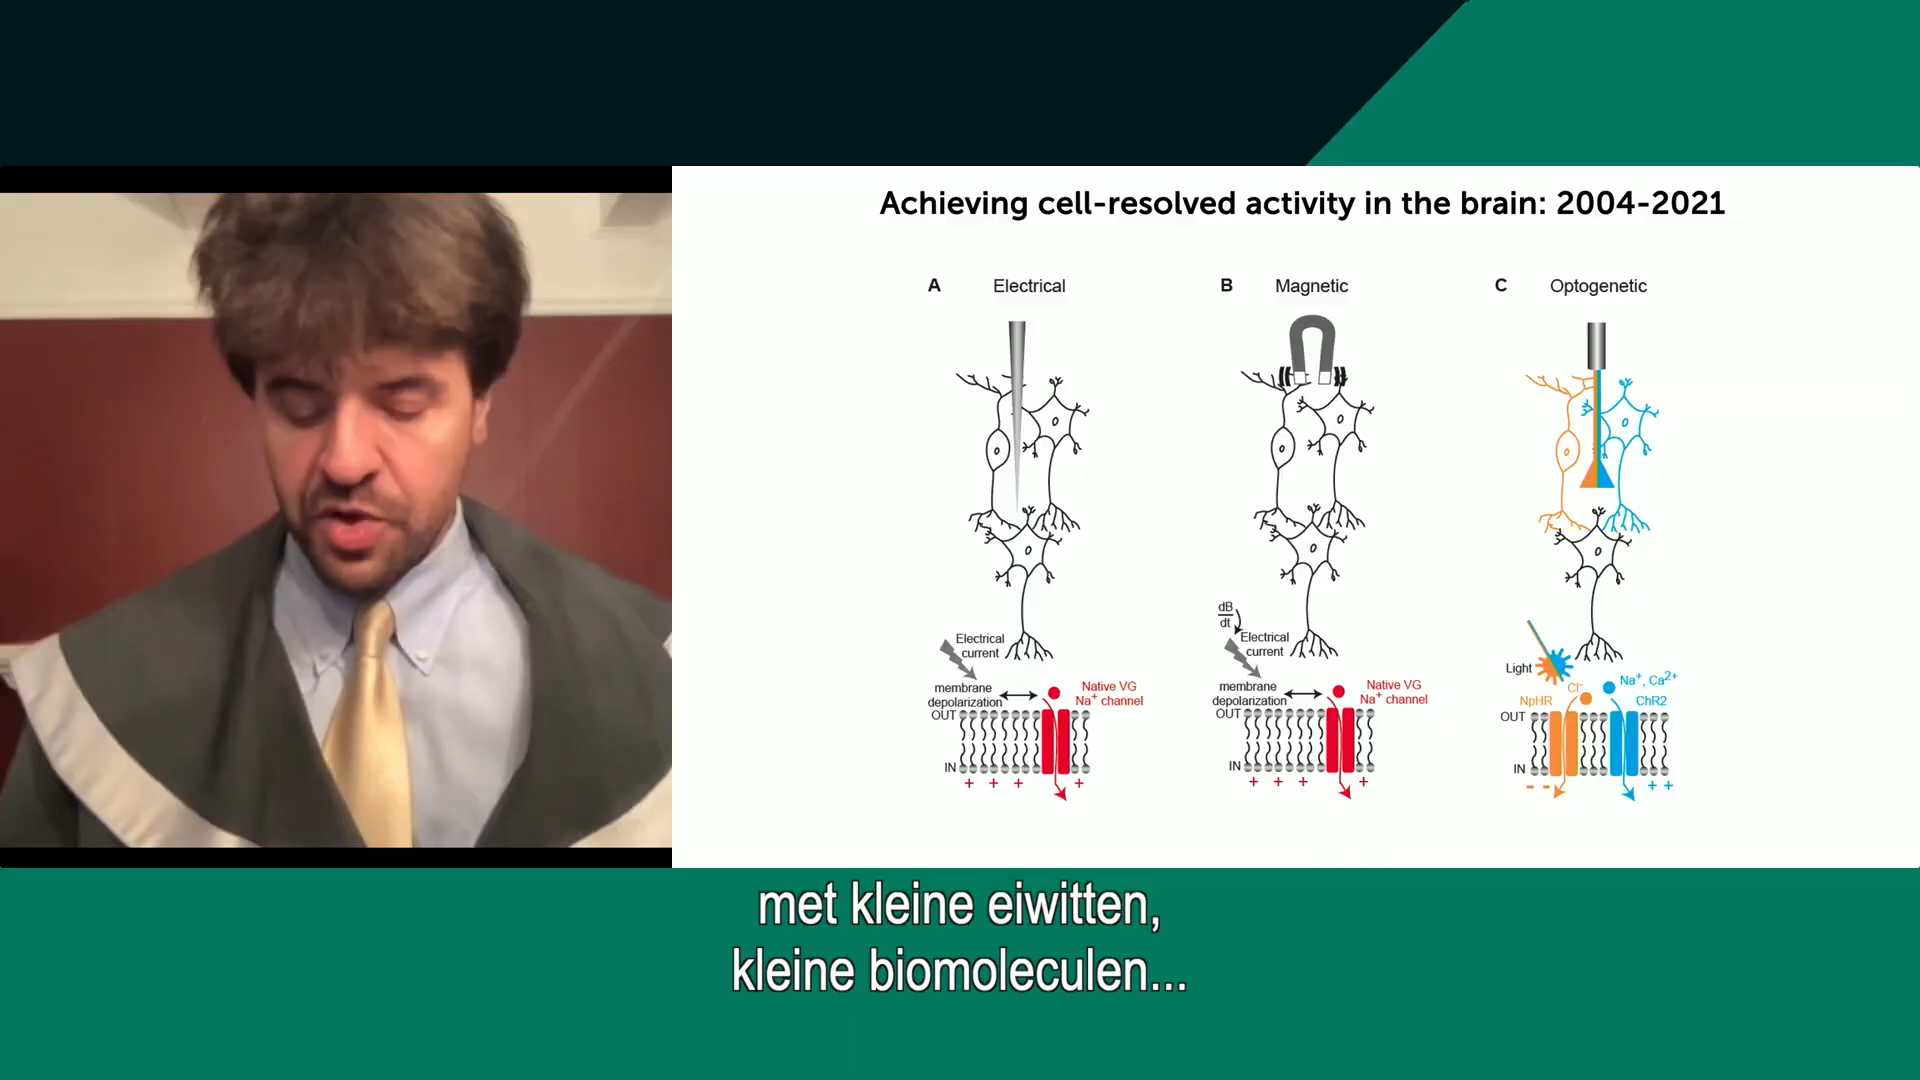 Achieving cell-resolved activity in the brain: 2004-2021
A Electrical
B Magnetic
C Optogenetic
Electrical
current
membrane
depolarization
Native VG
Na⁺ channel
OUT
IN
+ + + +
dB
dt
Electrical
current
membrane
depolarization
Native VG
Na⁺ channel
OUT
IN
+ + + +
Light
Cl⁻
NpHR
Na⁺, Ca²⁺
ChR2
OUT
IN
- - + +
met kleine eiwitten,
kleine biomoleculen...